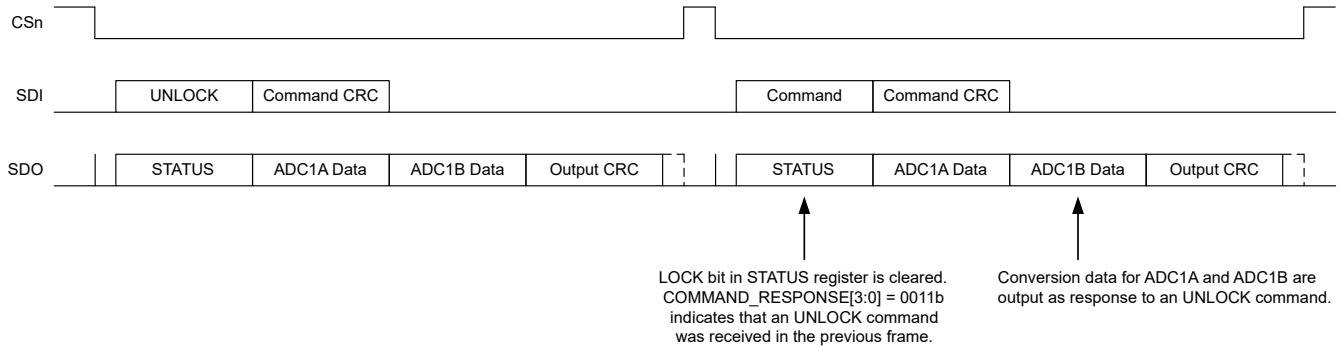 CSn
SDI
UNLOCK Command CRC Command Command CRC
SDO
STATUS ADC1A Data ADC1B Data Output CRC STATUS ADC1A Data ADC1B Data Output CRC
LOCK bit in STATUS register is cleared.
COMMAND_RESPONSE[3:0] = 0011b
indicates that an UNLOCK command
was received in the previous frame.
Conversion data for ADC1A and ADC1B are
output as response to an UNLOCK command.